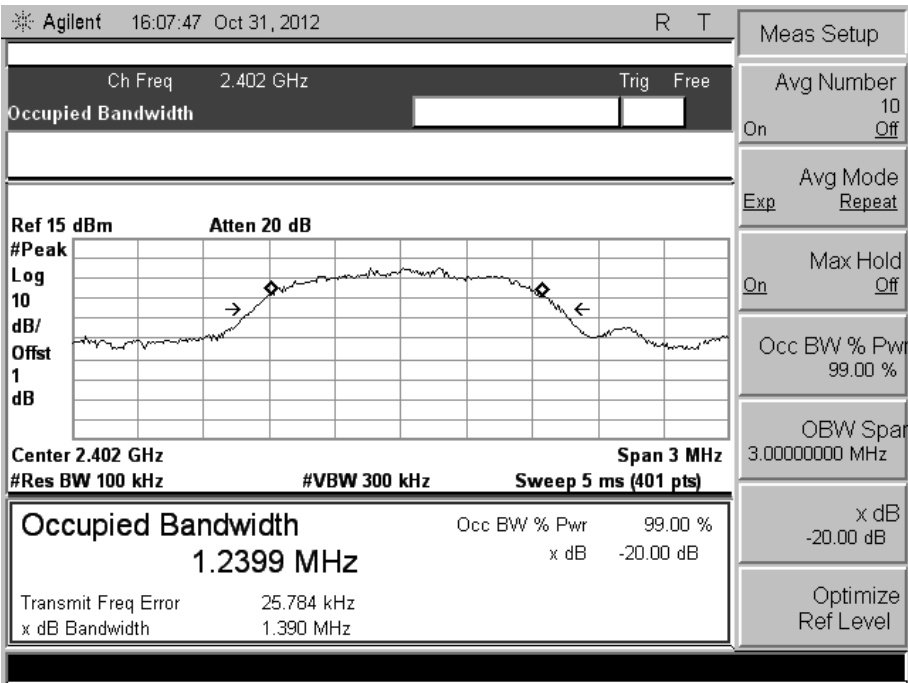 Agilent 16:07:47 Oct 31, 2012 R T
Ch Freq 2.402 GHz Trig Free
Occupied Bandwidth
Ref 15 dBm Atten 20 dB
#Peak
Log
10
dB/
Offst
1
dB
Center 2.402 GHz Span 3 MHz
#Res BW 100 kHz #VBW 300 kHz Sweep 5 ms (401 pts)
Occupied Bandwidth Occ BW % Pwr 99.00 %
1.2399 MHz x dB -20.00 dB
Transmit Freq Error 25.784 kHz
x dB Bandwidth 1.390 MHz
Meas Setup
Avg Number
10
On Off
Avg Mode
Exp Repeat
Max Hold
On Off
Occ BW % Pwr
99.00 %
OBW Span
3.00000000 MHz
x dB
-20.00 dB
Optimize
Ref Level